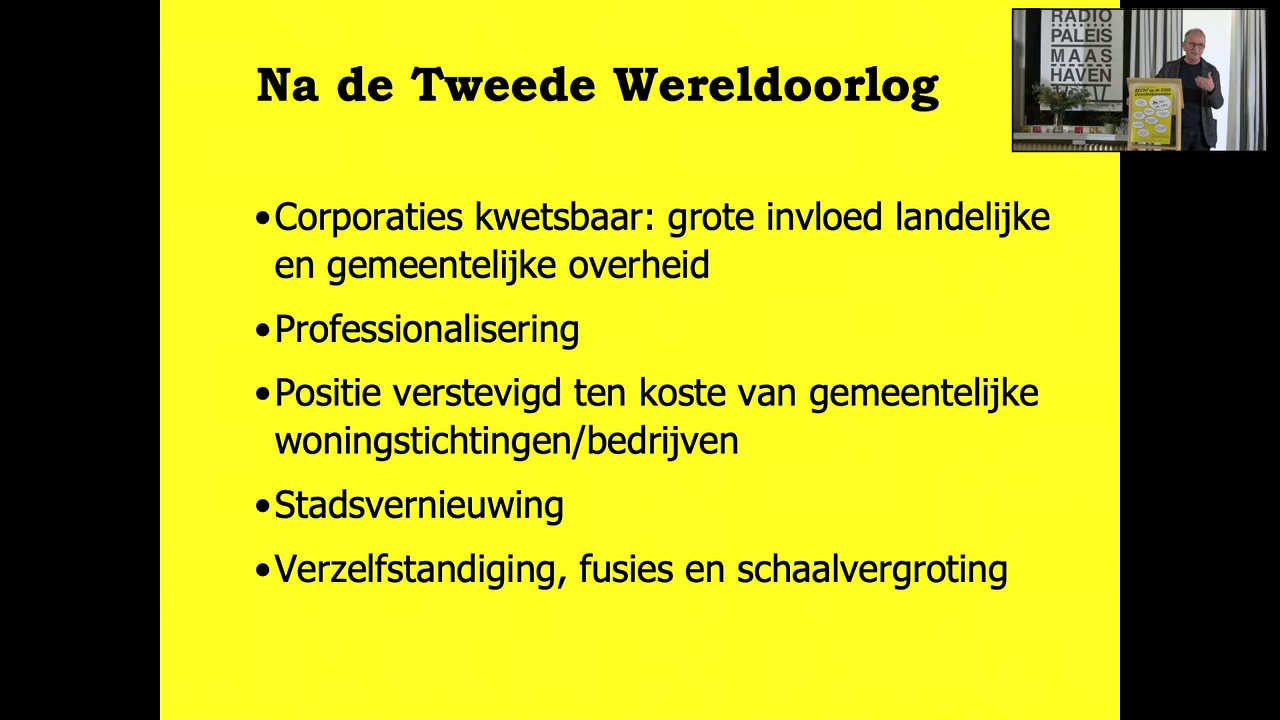 Na de Tweede Wereldoorlog
RADIO
PALEIS
MAAS
HAVEN
•Corporaties kwetsbaar: grote invloed landelijke
en gemeentelijke overheid
•Professionalisering
•Positie verstevigd ten koste van gemeentelijke
woningstichtingen/bedrijven
•Stadsvernieuwing
•Verzelfstandiging, fusies en schaalvergroting